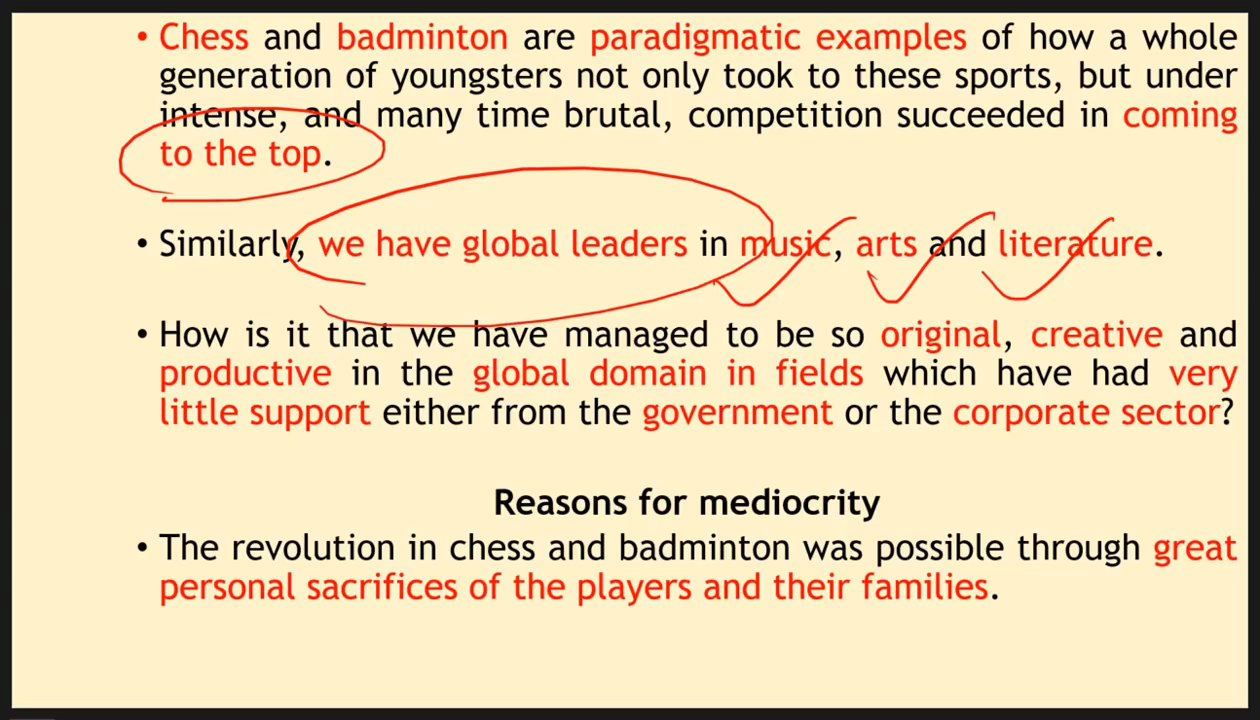 • Chess and badminton are paradigmatic examples of how a whole
generation of youngsters not only took to these sports, but under
intense, and many time brutal, competition succeeded in coming
to the top.
• Similarly, we have global leaders in music, arts and literature.
• How is it that we have managed to be so original, creative and
productive in the global domain in fields which have had very
little support either from the government or the corporate sector?
Reasons for mediocrity
• The revolution in chess and badminton was possible through great
personal sacrifices of the players and their families.